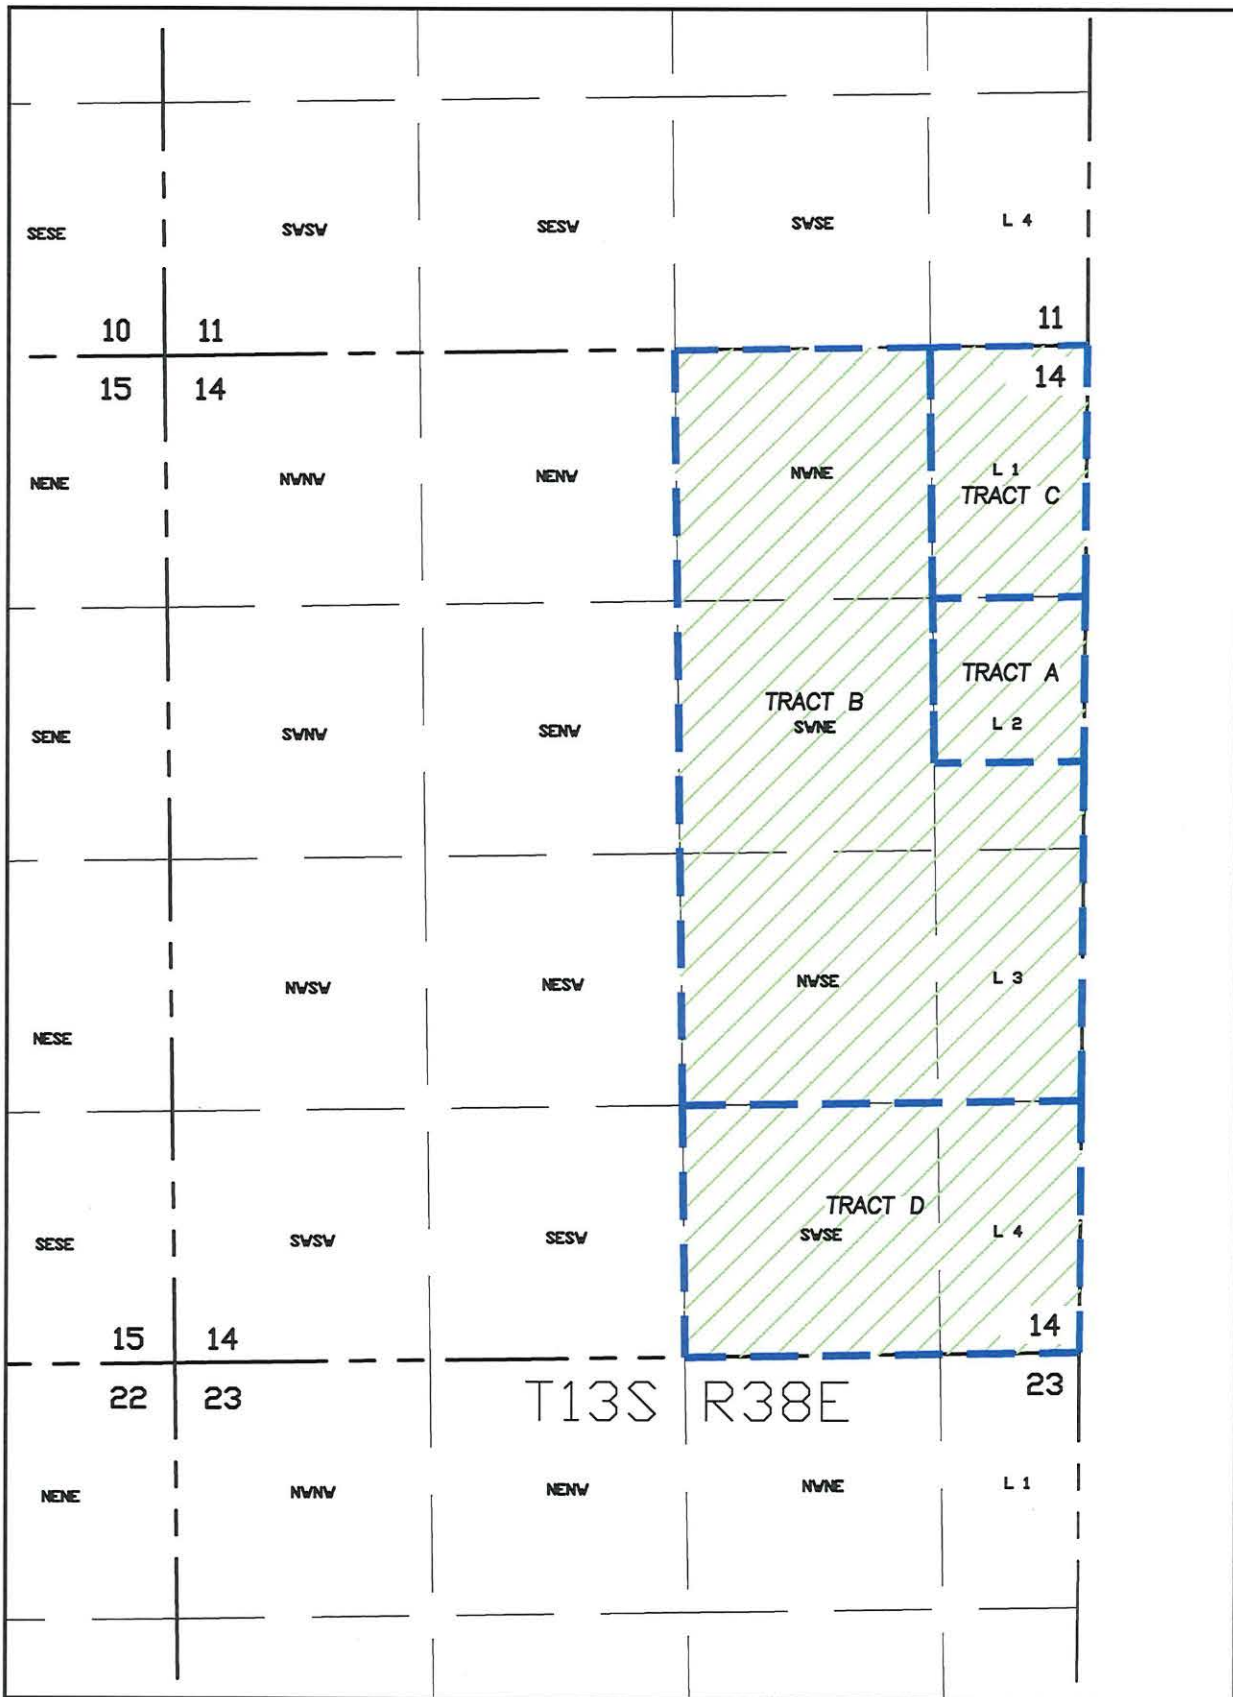 SESE SWSW SESW SWSE L 4
10 11 11
15 14 14
NENE NWNW NENW NWNE L 1
TRACT C
TRACT A
TRACT B
SENE SWNW SENW SWNE L 2
NWSW NESW NWSE L 3
NESE
TRACT D
SESE SWSW SESW SWSE L 4
15 14 14
22 23 T13S R38E 23
NENE NWNW NENW NWNE L 1